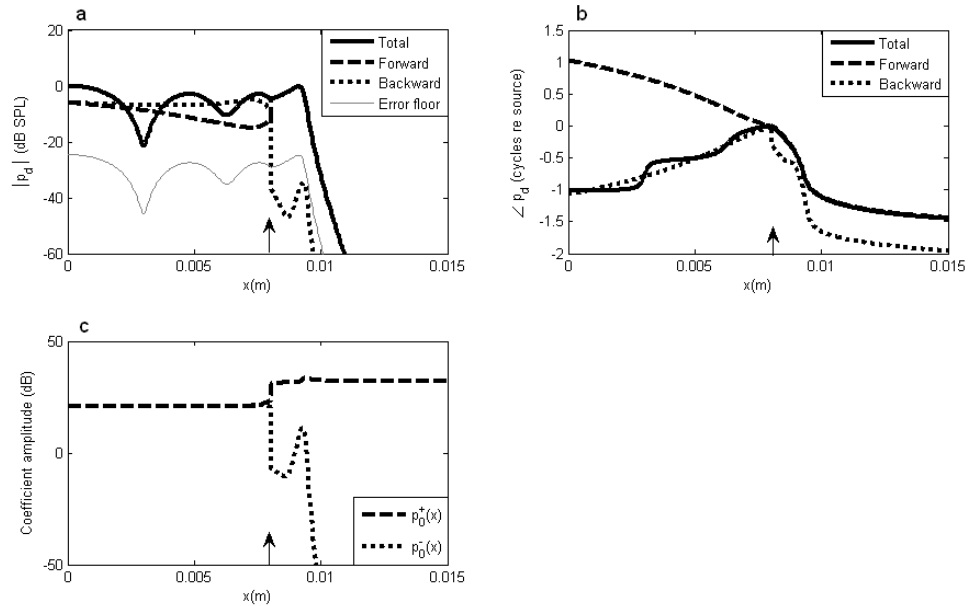 a
20
0
-20
-40
-60
|p_d| (dB SPL)
0
0.005
0.01
0.015
x(m)
Total
Forward
Backward
Error floor
b
1.5
1
0.5
0
-0.5
-1
-1.5
-2
∠ p_d (cycles re source)
0
0.005
0.01
0.015
x(m)
Total
Forward
Backward
c
50
0
-50
Coefficient amplitude (dB)
0
0.005
0.01
0.015
x(m)
p_0^+(x)
p_0^-(x)